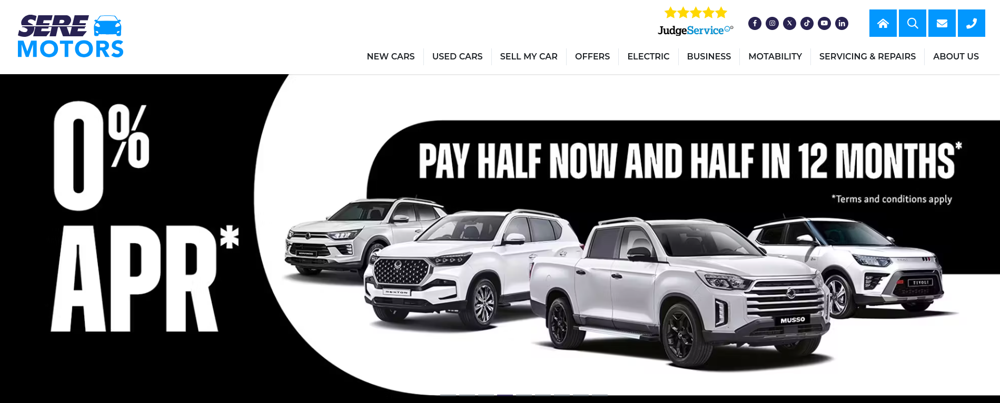 SERE
MOTORS
JudgeService
NEW CARS
USED CARS
SELL MY CAR
OFFERS
ELECTRIC
BUSINESS
MOTABILITY
SERVICING & REPAIRS
ABOUT US
0%
APR*
PAY HALF NOW AND HALF IN 12 MONTHS*
*Terms and conditions apply
REXTON
MUSSO
TIVOLI